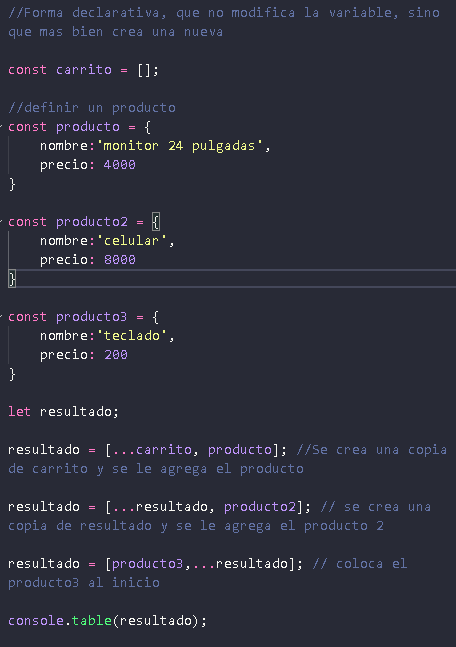 //Forma declarativa, que no modifica la variable, sino
que mas bien crea una nueva
const carrito = [];
//definir un producto
const producto = {
nombre:'monitor 24 pulgadas',
precio: 4000
}
const producto2 = {
nombre:'celular',
precio: 8000
}
const producto3 = {
nombre:'teclado',
precio: 200
}
let resultado;
resultado = [...carrito, producto]; //Se crea una copia
de carrito y se le agrega el producto
resultado = [...resultado, producto2]; // se crea una
copia de resultado y se le agrega el producto 2
resultado = [producto3,...resultado]; // coloca el
producto3 al inicio
console.table(resultado);